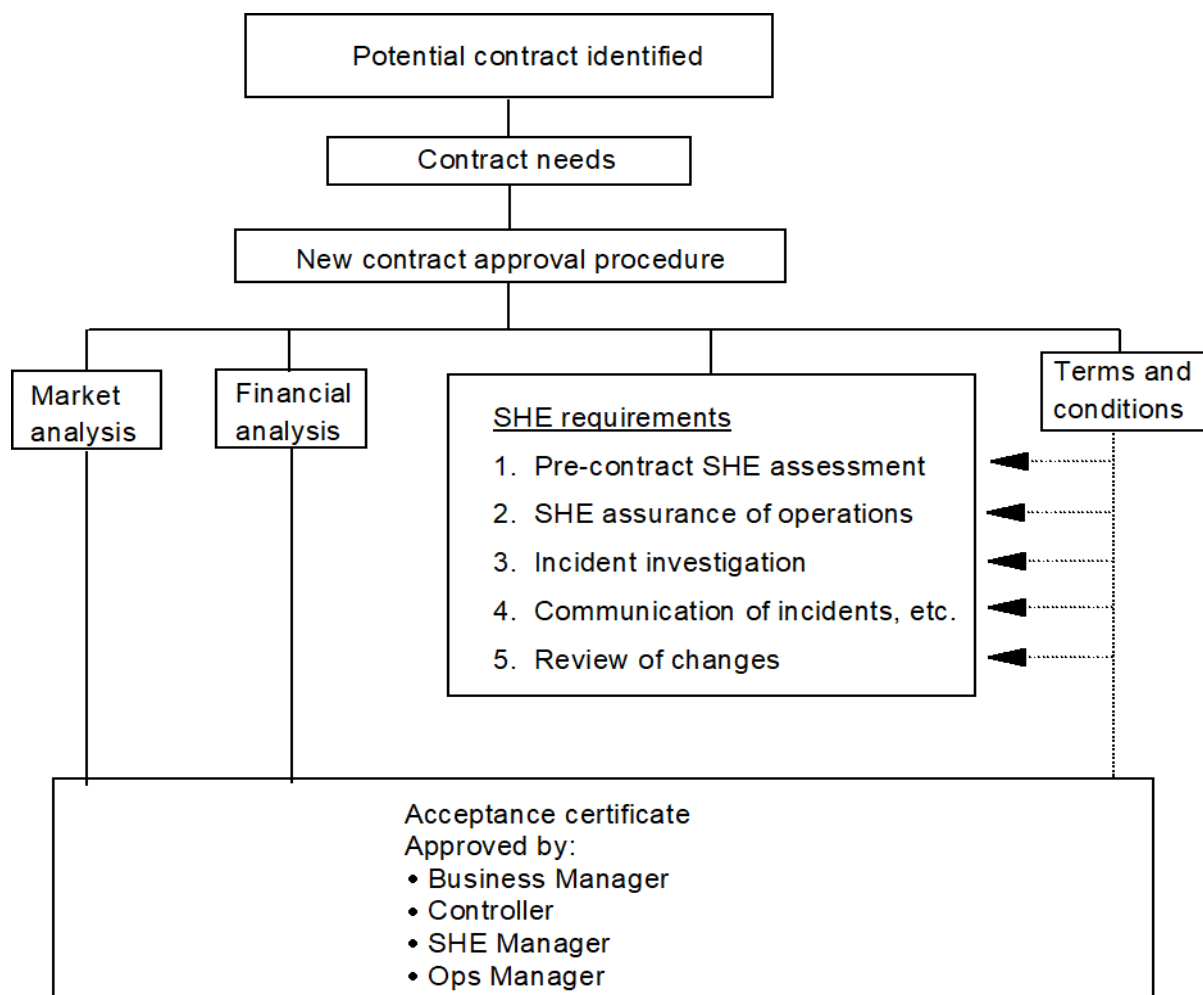 Potential contract identified
Contract needs
New contract approval procedure
Market
analysis
Financial
analysis
SHE requirements
1. Pre-contract SHE assessment
2. SHE assurance of operations
3. Incident investigation
4. Communication of incidents, etc.
5. Review of changes
Terms and
conditions
Acceptance certificate
Approved by:
• Business Manager
• Controller
• SHE Manager
• Ops Manager